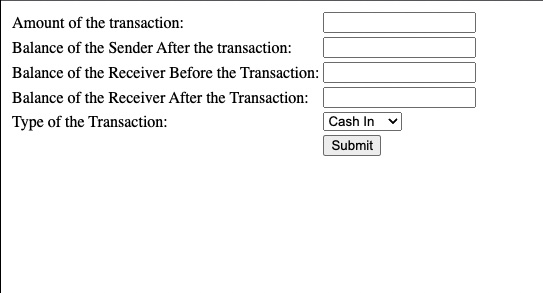 Amount of the transaction:
Balance of the Sender After the transaction:
Balance of the Receiver Before the Transaction:
Balance of the Receiver After the Transaction:
Type of the Transaction: Cash In
Submit